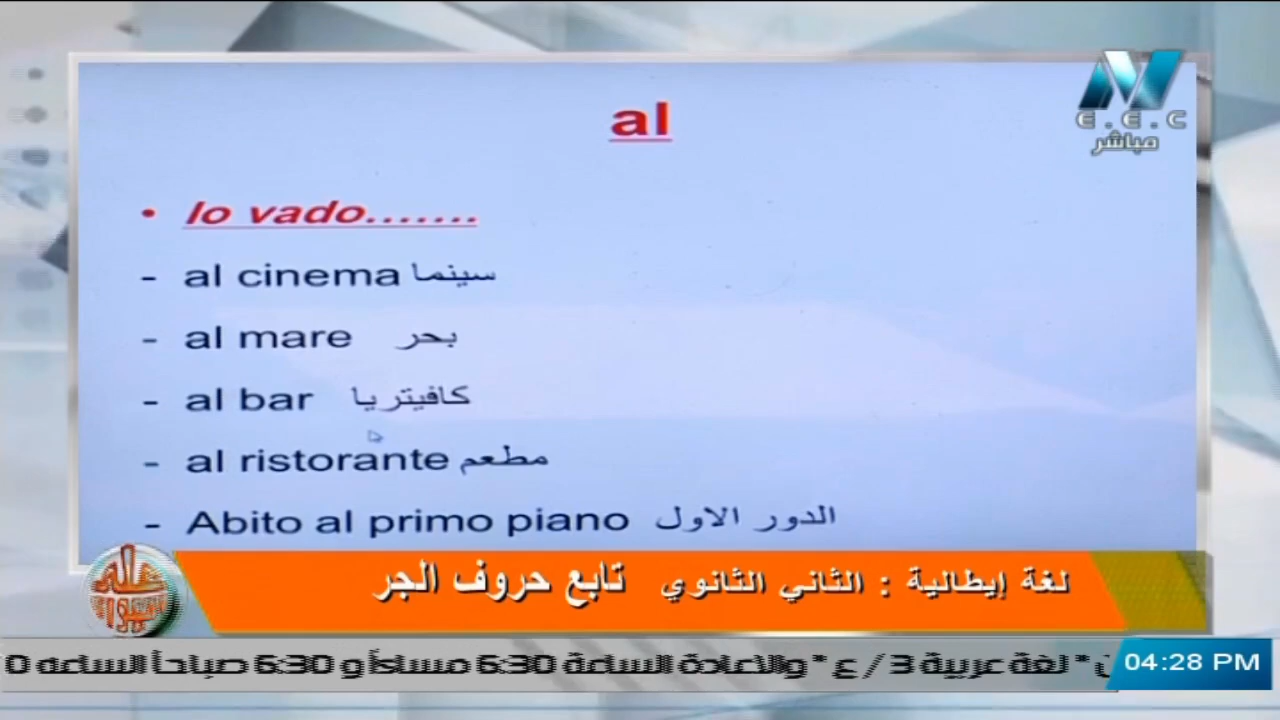 al
E.E.C
مباشر
• Io vado.......
- al cinema سينما
- al mare بحر
- al bar كافيتريا
- al ristorante مطعم
- Abito al primo piano الدور الاول
لغة إيطالية : الثاني الثانوي تابع حروف الجر
* لغة عربية 3/ع * والاعادة الساعة 6:30 مساءاً و 6:30 صباحاً الساعه
04:28 PM